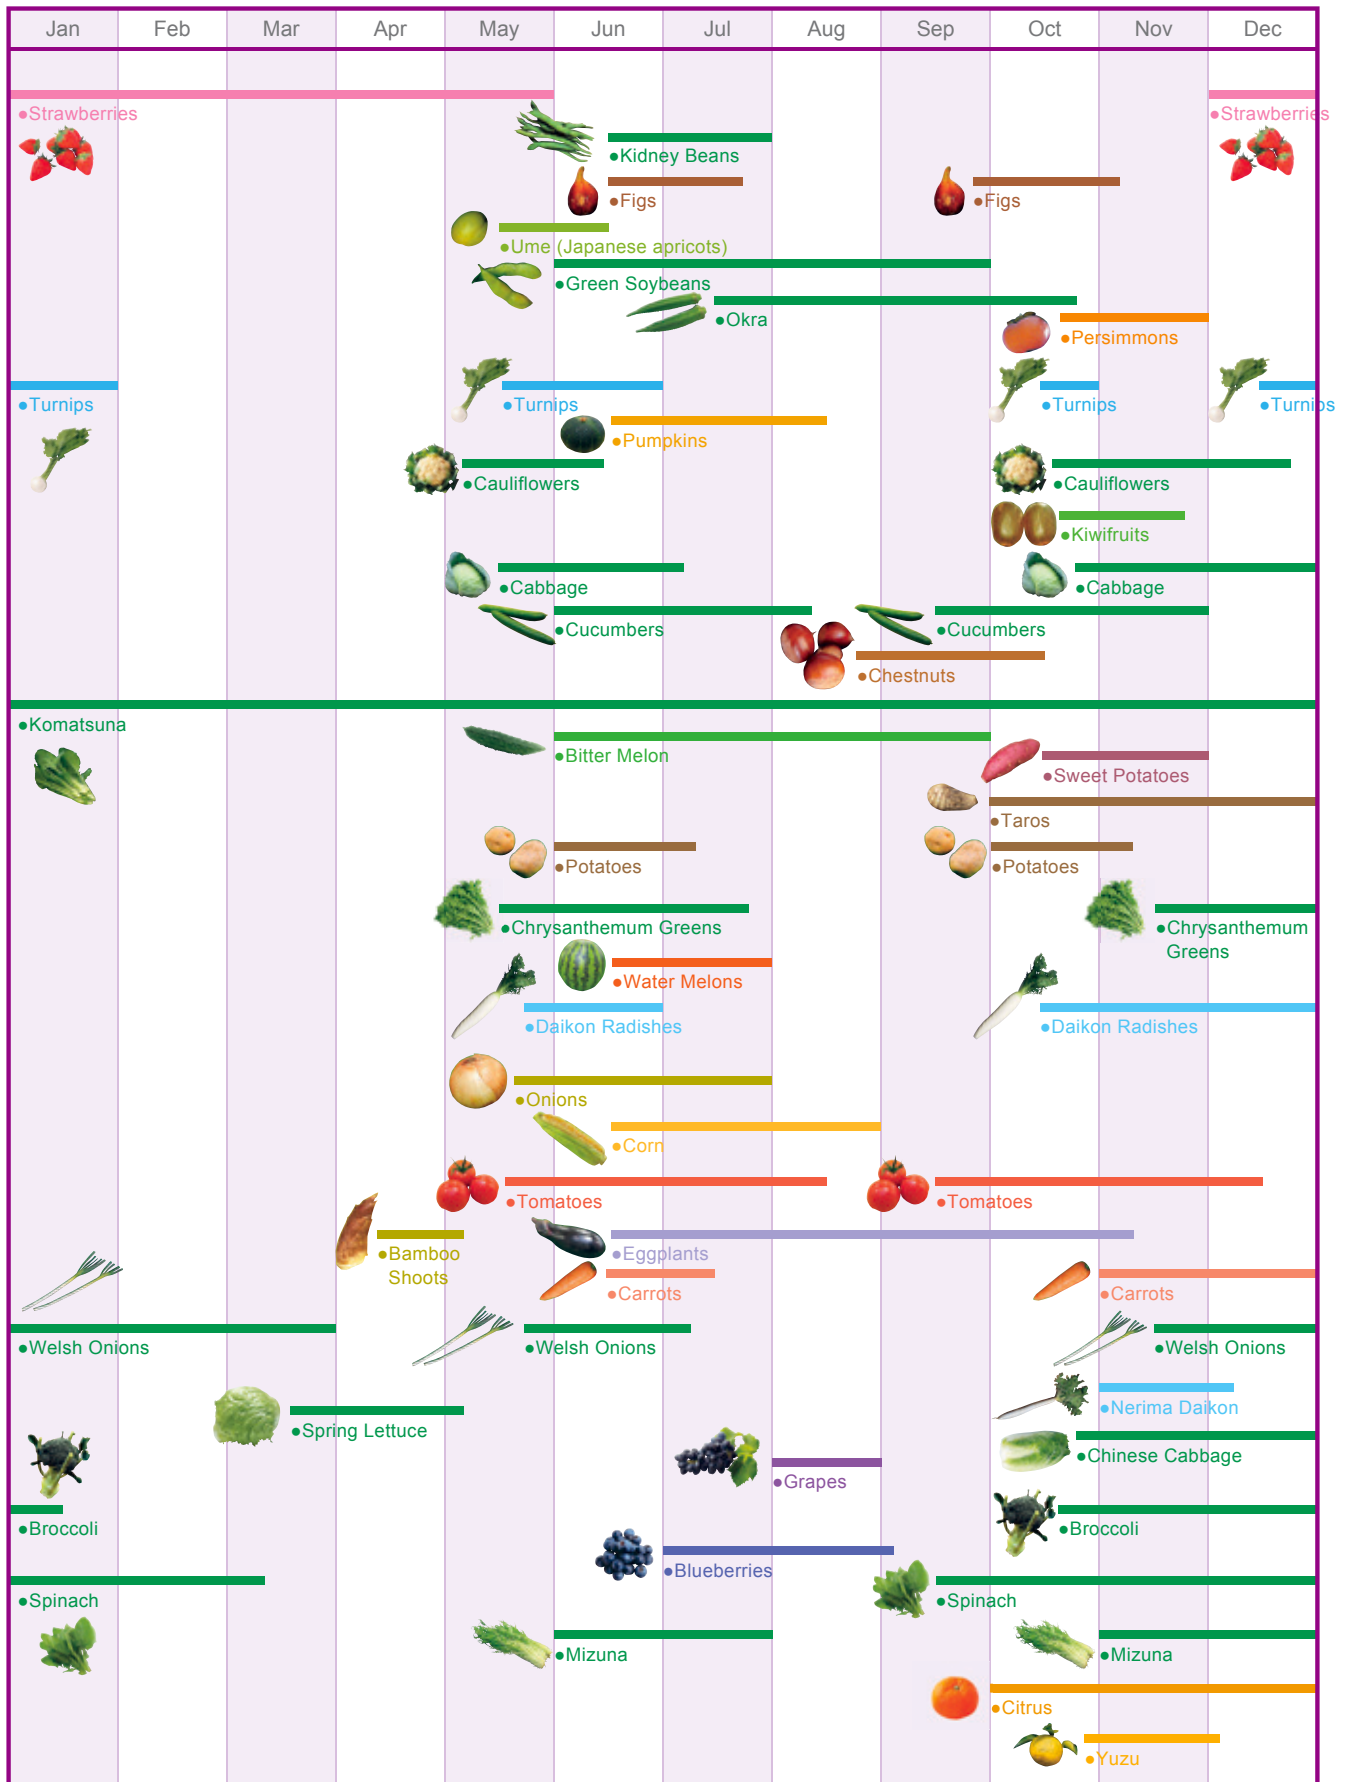 Jan Feb Mar Apr May Jun Jul Aug Sep Oct Nov Dec
●Strawberries ●Strawberries
●Kidney Beans
●Figs ●Figs
●Ume (Japanese apricots)
●Green Soybeans
●Okra
●Persimmons
●Turnips ●Turnips ●Turnips ●Turnips
●Pumpkins
●Cauliflowers ●Cauliflowers
●Kiwifruits
●Cabbage ●Cabbage
●Cucumbers ●Cucumbers
●Chestnuts
●Komatsuna
●Bitter Melon
●Sweet Potatoes
●Taros
●Potatoes ●Potatoes
●Chrysanthemum Greens ●Chrysanthemum
Greens
●Water Melons
●Daikon Radishes ●Daikon Radishes
●Onions
●Corn
●Tomatoes ●Tomatoes
●Bamboo ●Eggplants
Shoots
●Carrots ●Carrots
●Welsh Onions ●Welsh Onions ●Welsh Onions
●Nerima Daikon
●Spring Lettuce
●Chinese Cabbage
●Grapes
●Broccoli ●Broccoli
●Blueberries
●Spinach ●Spinach
●Mizuna ●Mizuna
●Citrus
●Yuzu